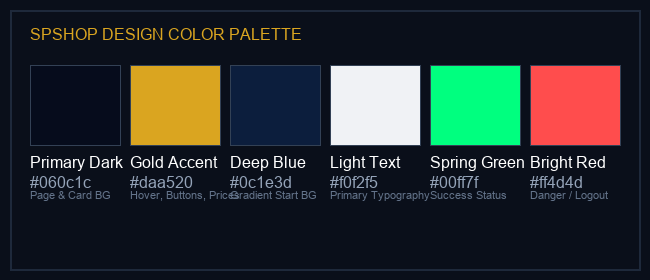 SPSHOP DESIGN COLOR PALETTE
Primary Dark Gold Accent Deep Blue Light Text Spring Green Bright Red
#060c1c #daa520 #0c1e3d #f0f2f5 #00ff7f #ff4d4d
Page & Card BG Hover, Buttons, Prices Gradient Start BG Primary Typography Success Status Danger / Logout